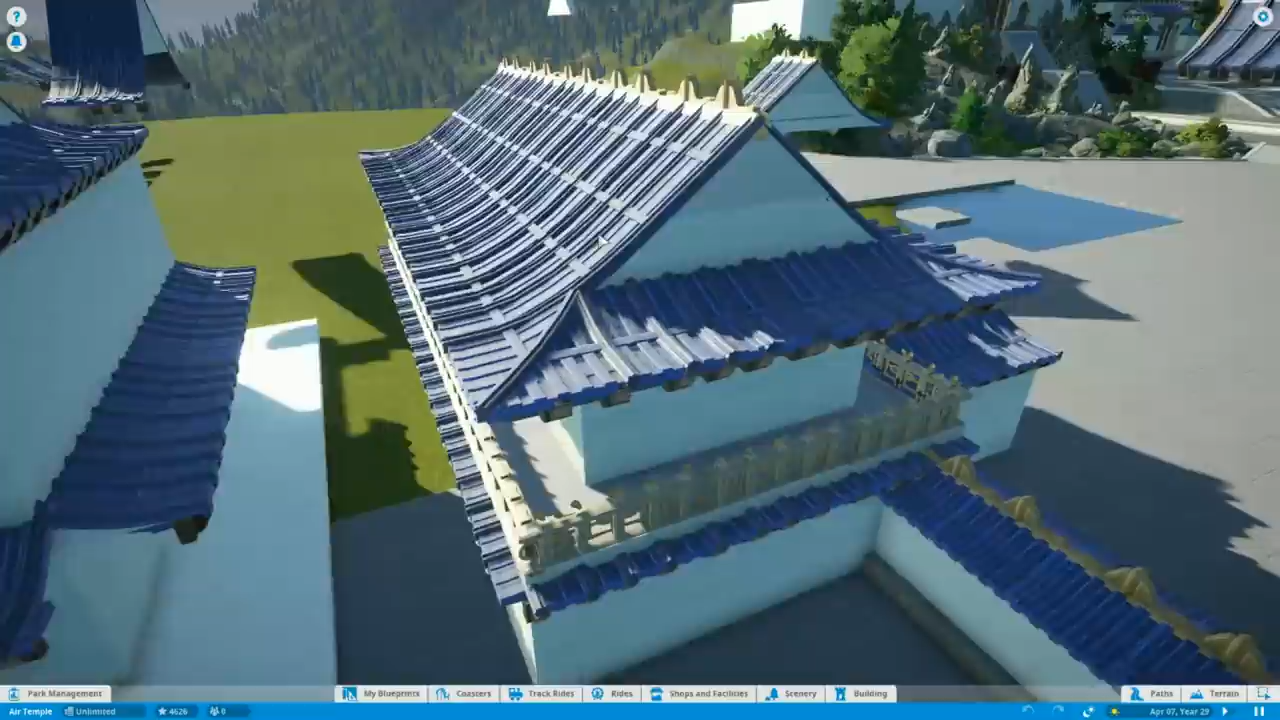 ?
Park Management
My Blueprints
Coasters
Track Rides
Rides
Shops and Facilities
Scenery
Building
Paths
Terrain
Air Temple
Unlimited
4626
0
Apr 07, Year 29